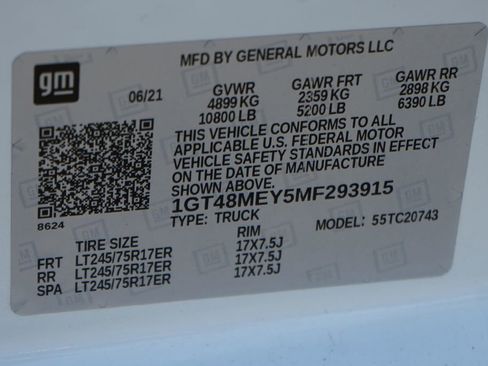 MFD BY GENERAL MOTORS LLC
gm
06/21
GVWR GAWR FRT GAWR RR
4899 KG 2359 KG 2898 KG
10800 LB 5200 LB 6390 LB
THIS VEHICLE CONFORMS TO ALL
APPLICABLE U.S. FEDERAL MOTOR
VEHICLE SAFETY STANDARDS IN EFFECT
ON THE DATE OF MANUFACTURE
SHOWN ABOVE.
1GT48MEY5MF293915
8624
TYPE: TRUCK MODEL: 55TC20743
TIRE SIZE RIM
FRT LT245/75R17ER 17X7.5J
RR LT245/75R17ER 17X7.5J
SPA LT245/75R17ER 17X7.5J